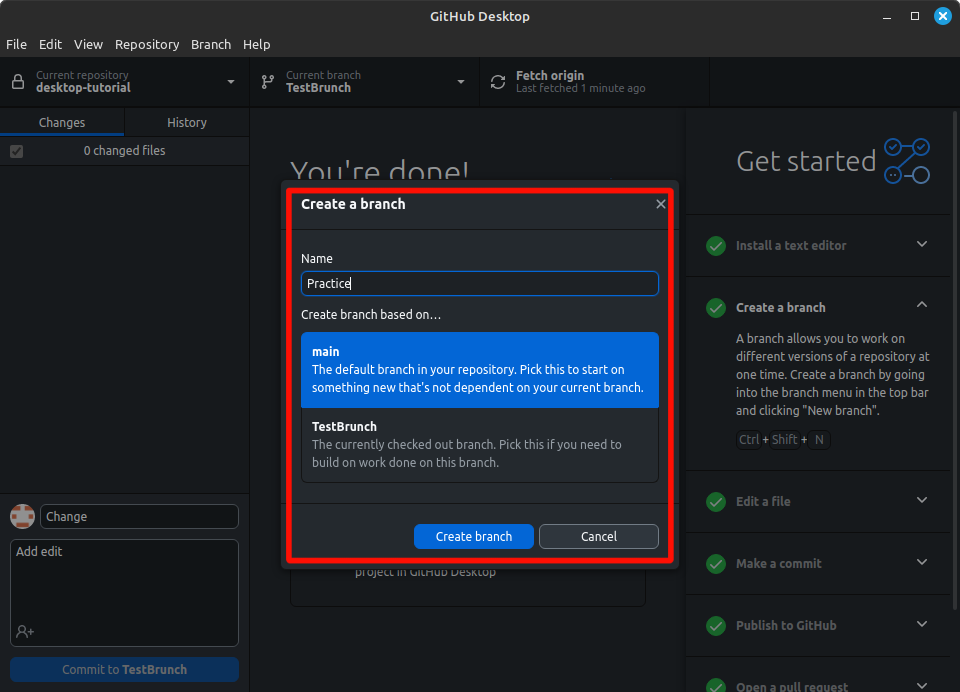 GitHub Desktop
File Edit View Repository Branch Help
Current repository
desktop-tutorial
Current branch
TestBrunch
Fetch origin
Last fetched 1 minute ago
Changes
History
0 changed files
You're done!
Get started
Create a branch
Name
Practice
Create branch based on…
main
The default branch in your repository. Pick this to start on
something new that's not dependent on your current branch.
TestBrunch
The currently checked out branch. Pick this if you need to
build on work done on this branch.
Create branch
Cancel
project in GitHub Desktop
Install a text editor
Create a branch
A branch allows you to work on
different versions of a repository at
one time. Create a branch by going
into the branch menu in the top bar
and clicking "New branch".
Ctrl + Shift + N
Edit a file
Make a commit
Publish to GitHub
Open a pull request
Change
Add edit
Commit to TestBrunch